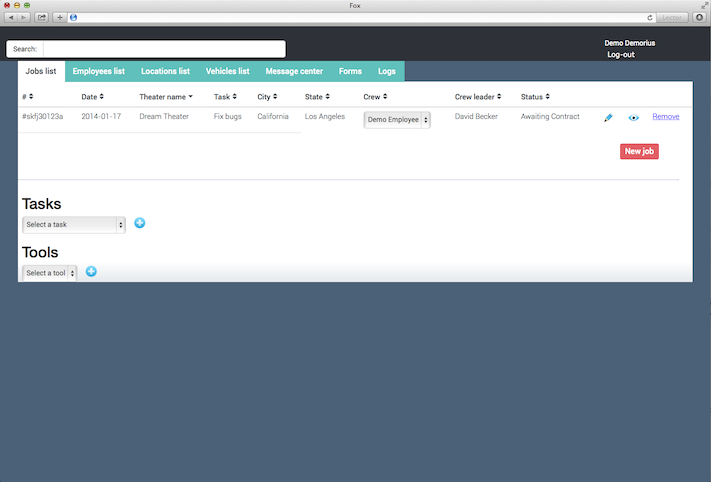 Fox
Lector
Search:
Demo Demorius
Log-out
Jobs list Employees list Locations list Vehicles list Message center Forms Logs
# Date Theater name Task City State Crew Crew leader Status
#skfj30123a 2014-01-17 Dream Theater Fix bugs California Los Angeles Demo Employee David Becker Awaiting Contract Remove
New job
Tasks
Select a task
Tools
Select a tool